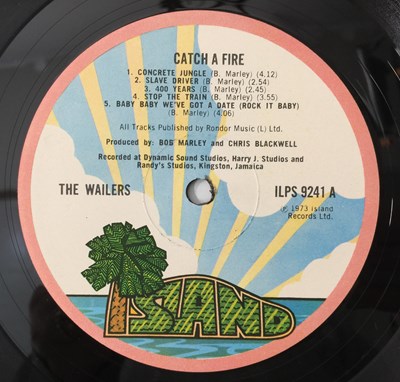 CATCH A FIRE
1. CONCRETE JUNGLE (B. Marley) (4.12)
2. SLAVE DRIVER (B. Marley) (2.54)
3. 400 YEARS (B. Marley) (2.45)
4. STOP THE TRAIN (B. Marley) (3.55)
5. BABY BABY WE'VE GOT A DATE (ROCK IT BABY)
(B. Marley) (4.06)
All Tracks Published by Rondor Music (L) Ltd.
Produced by: BOB MARLEY and CHRIS BLACKWELL
Recorded at Dynamic Sound Studios, Harry J. Studios and
Randy's Studios, Kingston, Jamaica
THE WAILERS
ILPS 9241 A
℗ 1973 Island
Records Ltd.
ISLAND